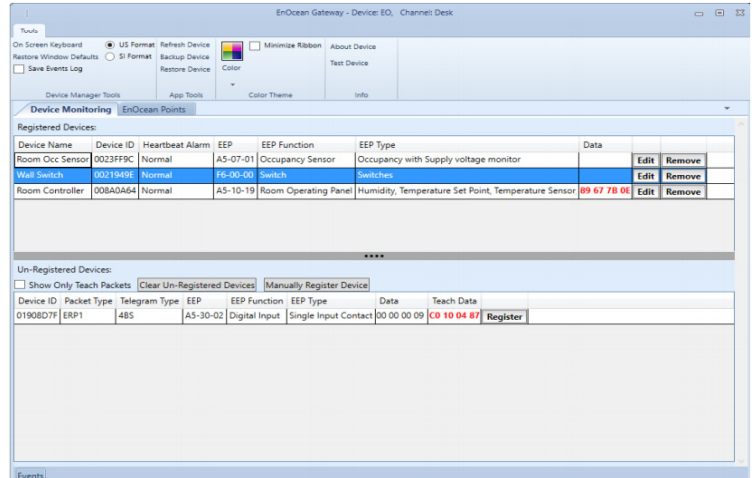 EnOcean Gateway - Device: EO, Channel: Desk
Tools
On Screen Keyboard US Format Refresh Device Minimize Ribbon About Device
Restore Window Defaults SI Format Backup Device Test Device
Save Events Log Restore Device Color
Device Manager Tools App Tools Color Theme Info
Device Monitoring EnOcean Points
Registered Devices:
Device Name Device ID Heartbeat Alarm EEP EEP Function EEP Type Data
Room Occ Sensor 0023FF9C Normal A5-07-01 Occupancy Sensor Occupancy with Supply voltage monitor Edit Remove
Wall Switch 0021949E Normal F6-00-00 Switch Switches Edit Remove
Room Controller 008A0A64 Normal A5-10-19 Room Operating Panel Humidity, Temperature Set Point, Temperature Sensor 89 67 7B 0E Edit Remove
Un-Registered Devices:
Show Only Teach Packets Clear Un-Registered Devices Manually Register Device
Device ID Packet Type Telegram Type EEP EEP Function EEP Type Data Teach Data
01908D7F ERP1 4BS A5-30-02 Digital Input Single Input Contact 00 00 00 09 C0 10 04 87 Register
Events